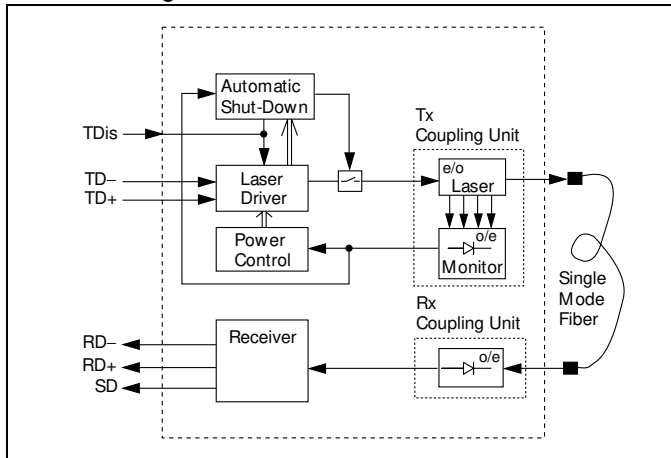 Automatic
Shut-Down
TDis
TD−
TD+
Laser
Driver
Power
Control
Tx
Coupling Unit
e/o
Laser
o/e
Monitor
Single
Mode
Fiber
Rx
Coupling Unit
o/e
Receiver
RD−
RD+
SD